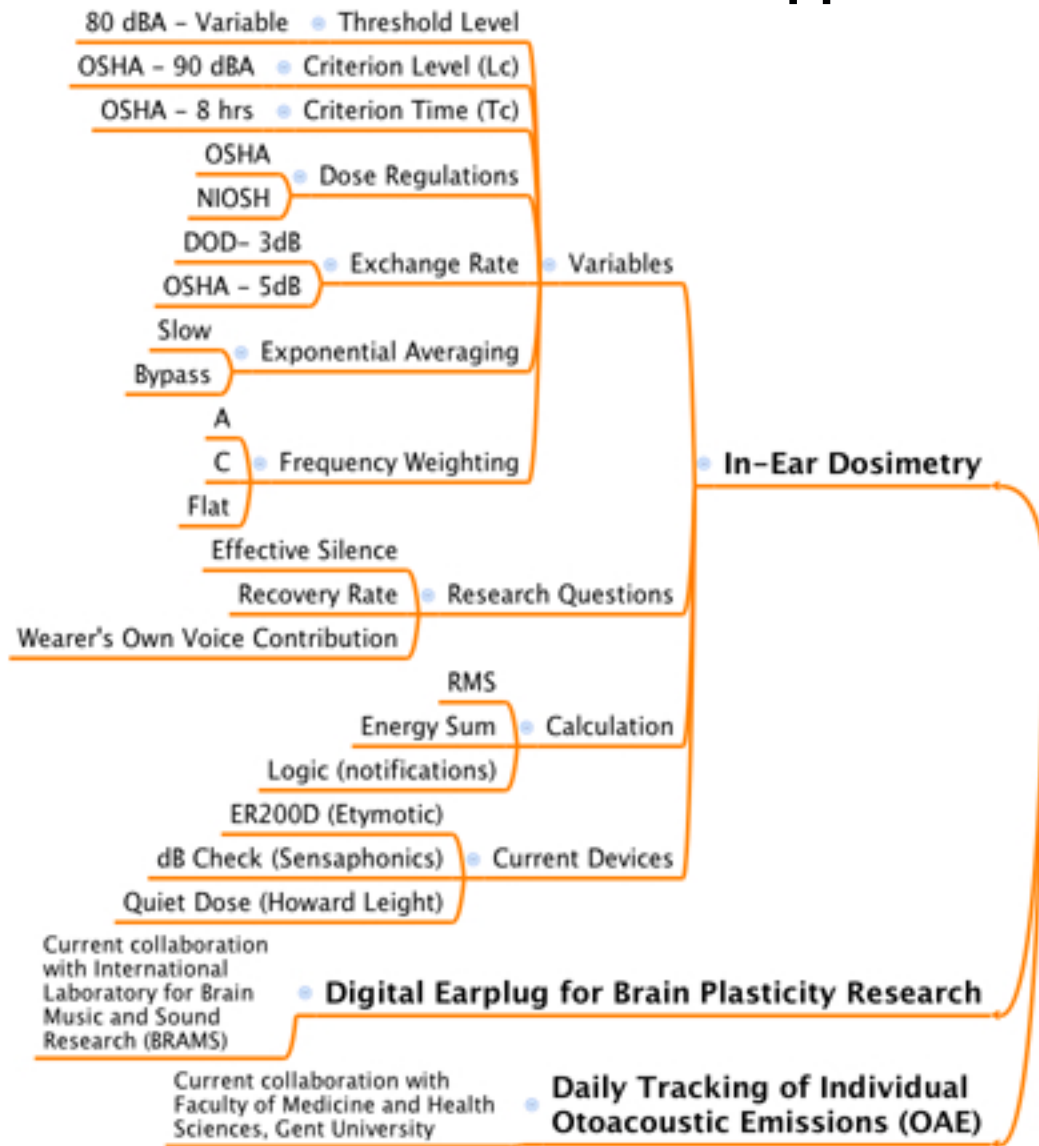 80 dBA – Variable
Threshold Level
OSHA – 90 dBA
Criterion Level (Lc)
OSHA – 8 hrs
Criterion Time (Tc)
OSHA
NIOSH
Dose Regulations
DOD– 3dB
OSHA – 5dB
Exchange Rate
Variables
Slow
Bypass
Exponential Averaging
A
C
Flat
Frequency Weighting
In-Ear Dosimetry
Effective Silence
Recovery Rate
Wearer's Own Voice Contribution
Research Questions
RMS
Energy Sum
Logic (notifications)
Calculation
ER200D (Etymotic)
dB Check (Sensaphonics)
Quiet Dose (Howard Leight)
Current Devices
Current collaboration
with International
Laboratory for Brain
Music and Sound
Research (BRAMS)
Digital Earplug for Brain Plasticity Research
Current collaboration with
Faculty of Medicine and Health
Sciences, Gent University
Daily Tracking of Individual
Otoacoustic Emissions (OAE)